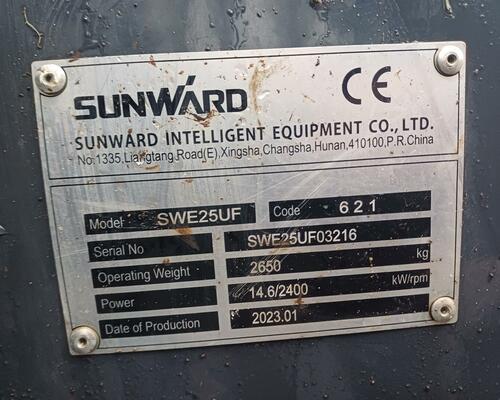 SUNWARD CE
SUNWARD INTELLIGENT EQUIPMENT CO., LTD.
No.1335,Liangtang Road(E),Xingsha,Changsha,Hunan,410100,P.R.China
Model SWE25UF Code 621
Serial No SWE25UF03216
Operating Weight 2650 kg
Power 14.6/2400 kW/rpm
Date of Production 2023.01